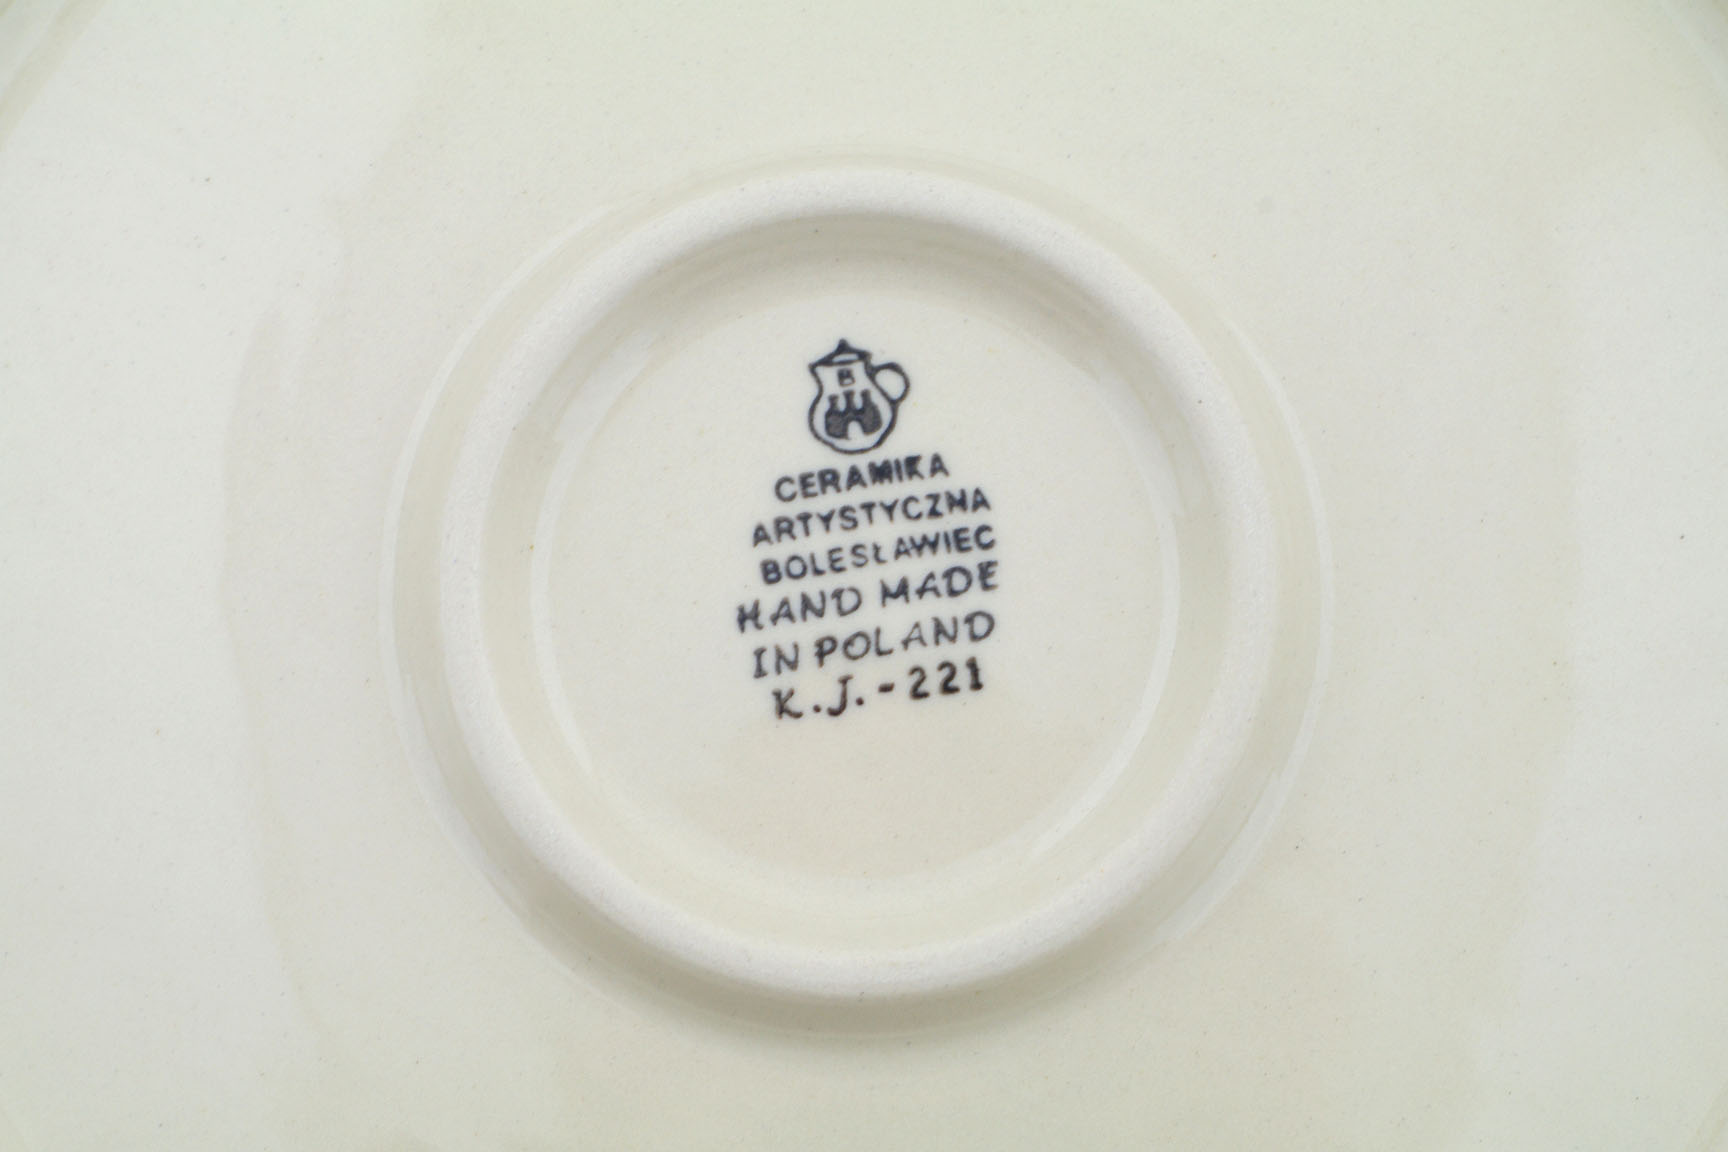 B
CERAMIKA
ARTYSTYCZNA
BOLESŁAWIEC
HAND MADE
IN POLAND
K.J.-221